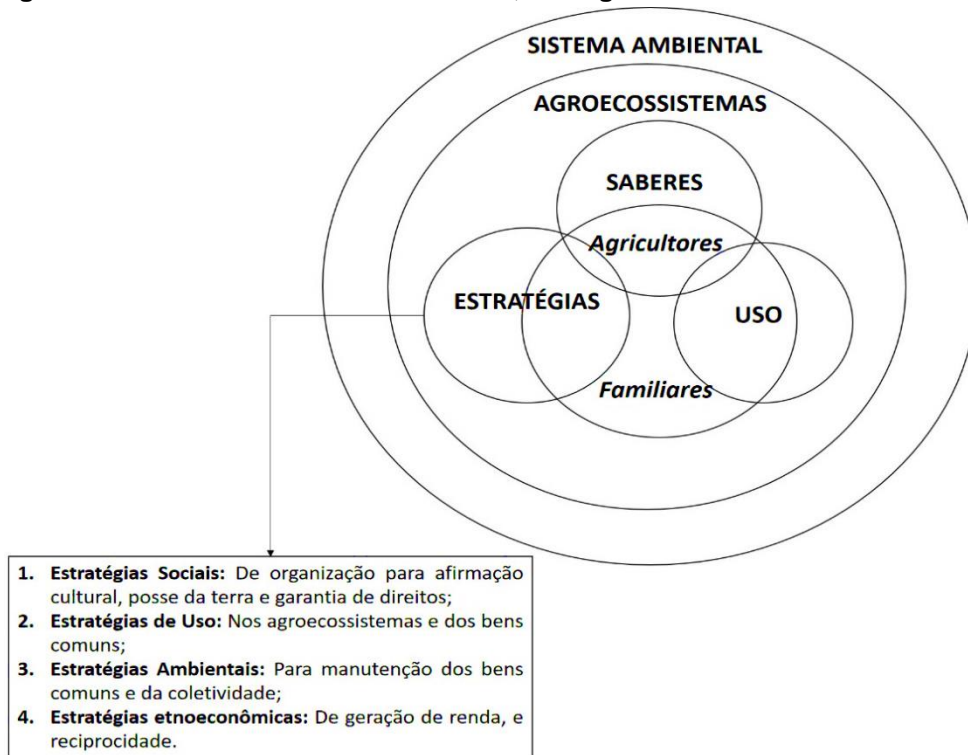 SISTEMA AMBIENTAL
AGROECOSSISTEMAS
SABERES
Agricultores
ESTRATÉGIAS
USO
Familiares
1. Estratégias Sociais: De organização para afirmação
cultural, posse da terra e garantia de direitos;
2. Estratégias de Uso: Nos agroecossistemas e dos bens
comuns;
3. Estratégias Ambientais: Para manutenção dos bens
comuns e da coletividade;
4. Estratégias etnoeconômicas: De geração de renda, e
reciprocidade.